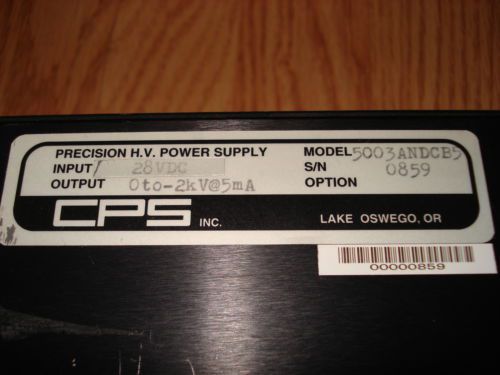 PRECISION H.V. POWER SUPPLY MODEL 5003ANDCB5
INPUT 28VDC S/N 0859
OUTPUT 0to-2kV@5mA OPTION
CPS INC. LAKE OSWEGO, OR
00000859